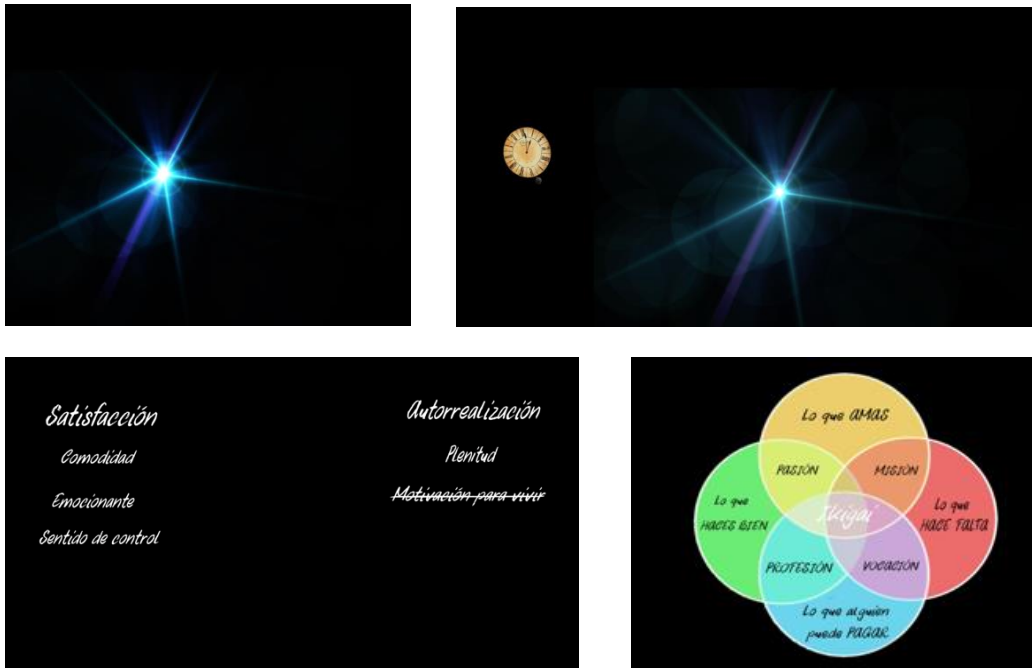 Satisfacción
Comodidad
Emocionante
Sentido de control
Autorrealización
Plenitud
Motivación para vivir
Lo que AMAS
PASIÓN
MISIÓN
Lo que
HACES BIEN
Ikigai
Lo que
HACE FALTA
PROFESIÓN
VOCACIÓN
Lo que alguien
puede PAGAR